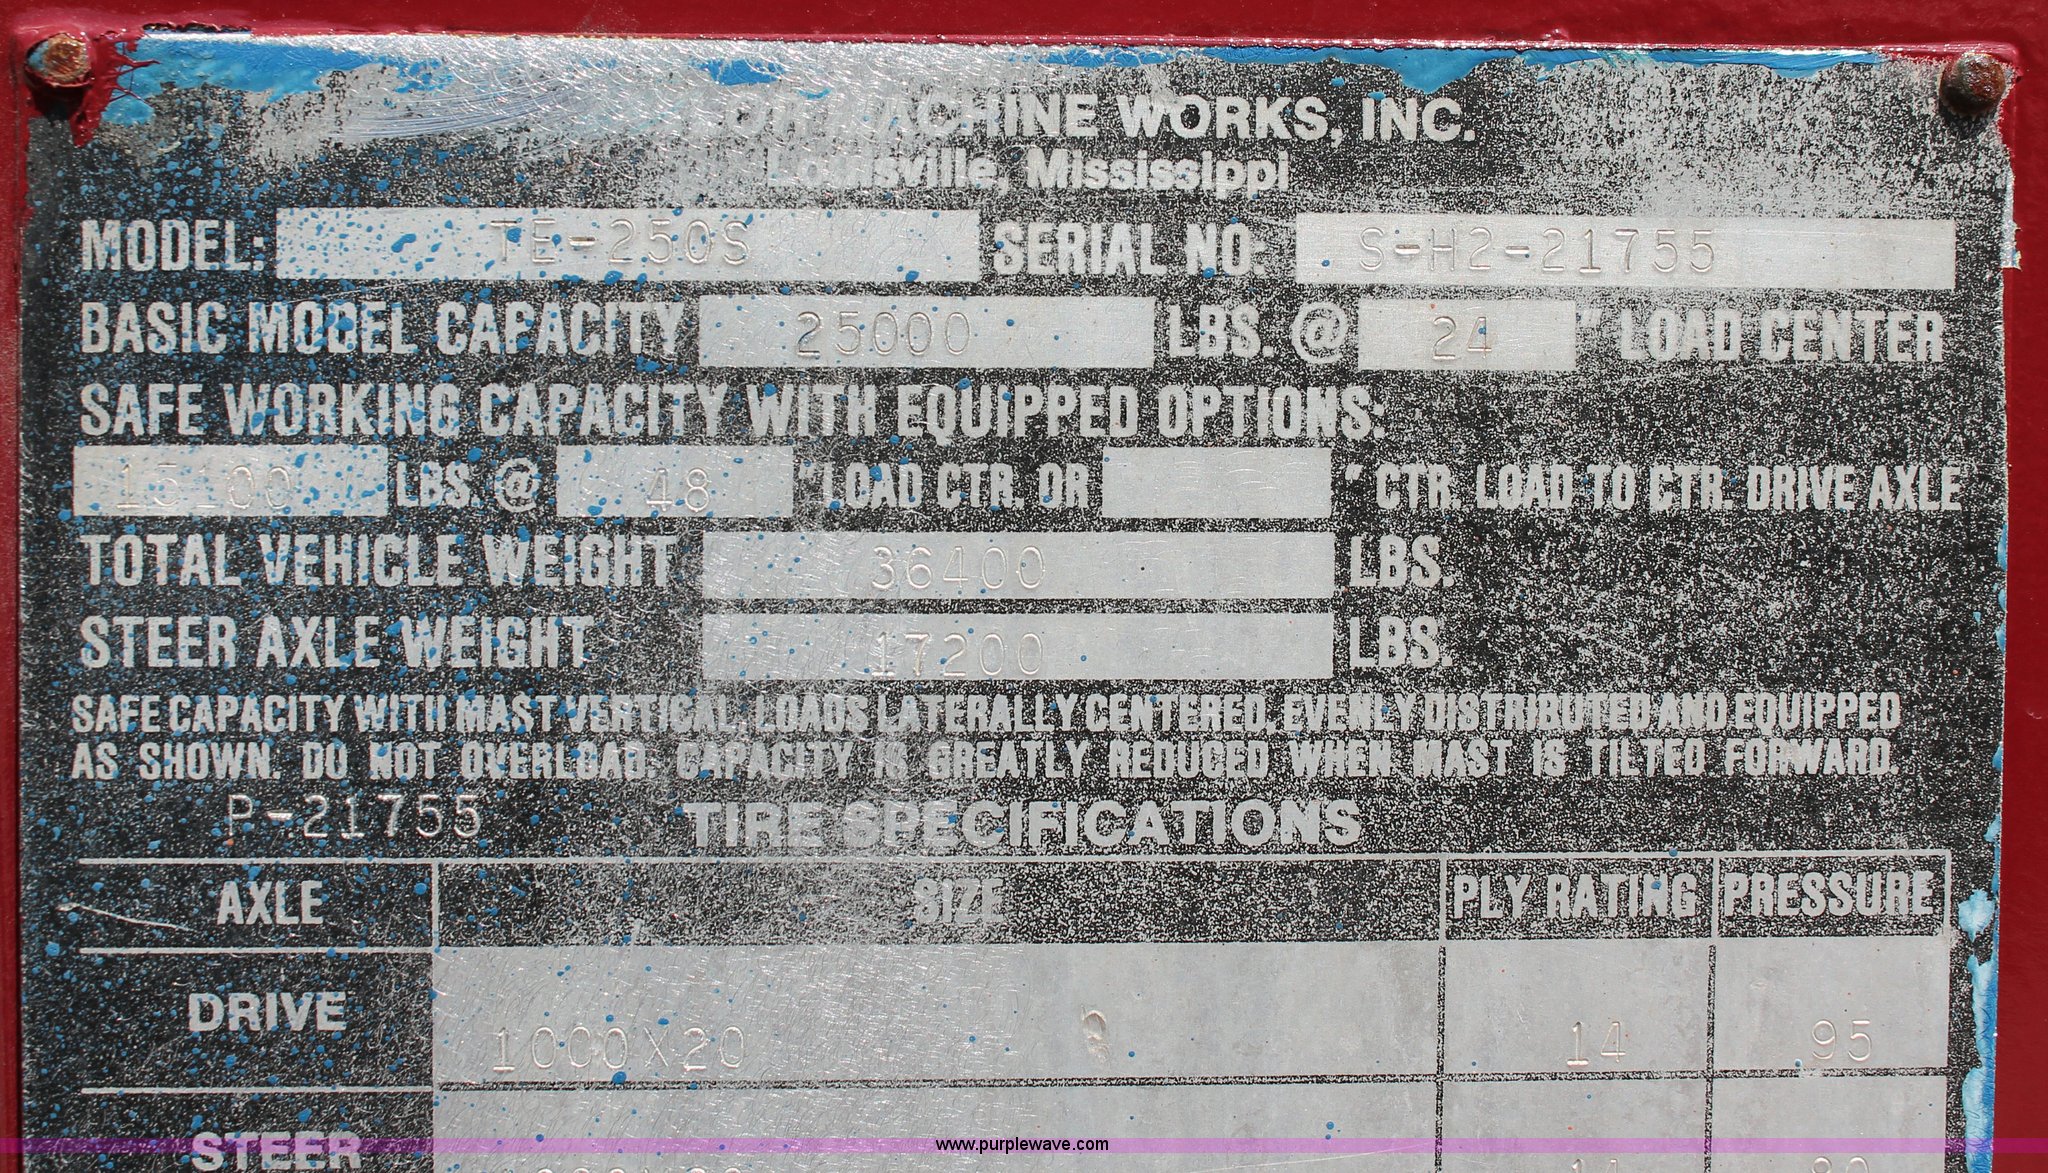 MACHINE WORKS, INC.
Louisville, Mississippi
MODEL: TE-250S SERIAL NO. S-H2-21755
BASIC MODEL CAPACITY 25000 LBS. @ 24 " LOAD CENTER
SAFE WORKING CAPACITY WITH EQUIPPED OPTIONS:
15100 LBS. @ 48 "LOAD CTR. OR " CTR. LOAD TO CTR. DRIVE AXLE
TOTAL VEHICLE WEIGHT 36400 LBS.
STEER AXLE WEIGHT 17200 LBS.
SAFE CAPACITY WITH MAST VERTICAL, LOADS LATERALLY CENTERED, EVENLY DISTRIBUTED AND EQUIPPED
AS SHOWN. DO NOT OVERLOAD. CAPACITY IS GREATLY REDUCED WHEN MAST IS TILTED FORWARD.
P-21755 TIRE SPECIFICATIONS
AXLE SIZE PLY RATING PRESSURE
DRIVE 1000X20 14 95
STEER
www.purplewave.com